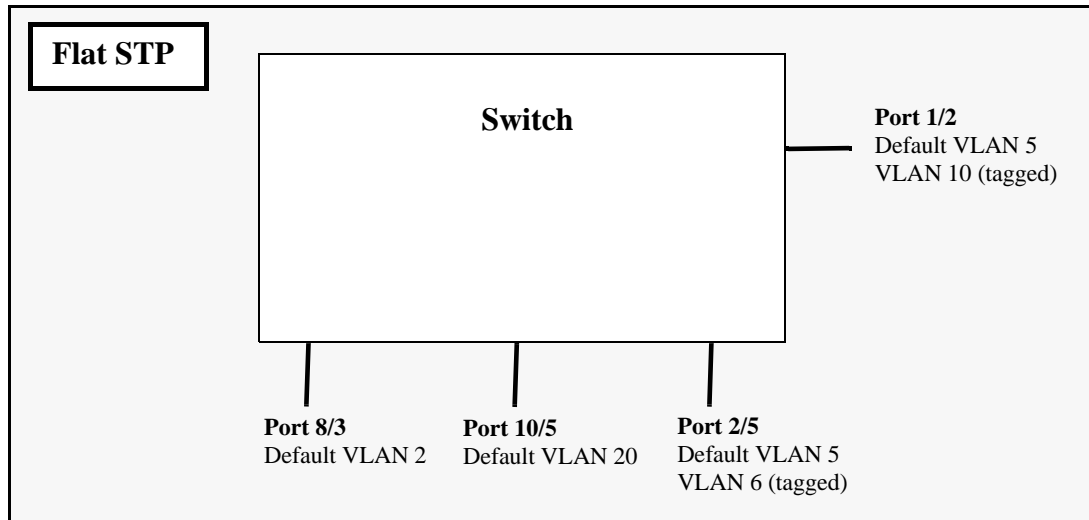 Flat STP
Switch
Port 1/2
Default VLAN 5
VLAN 10 (tagged)
Port 8/3
Default VLAN 2
Port 10/5
Default VLAN 20
Port 2/5
Default VLAN 5
VLAN 6 (tagged)